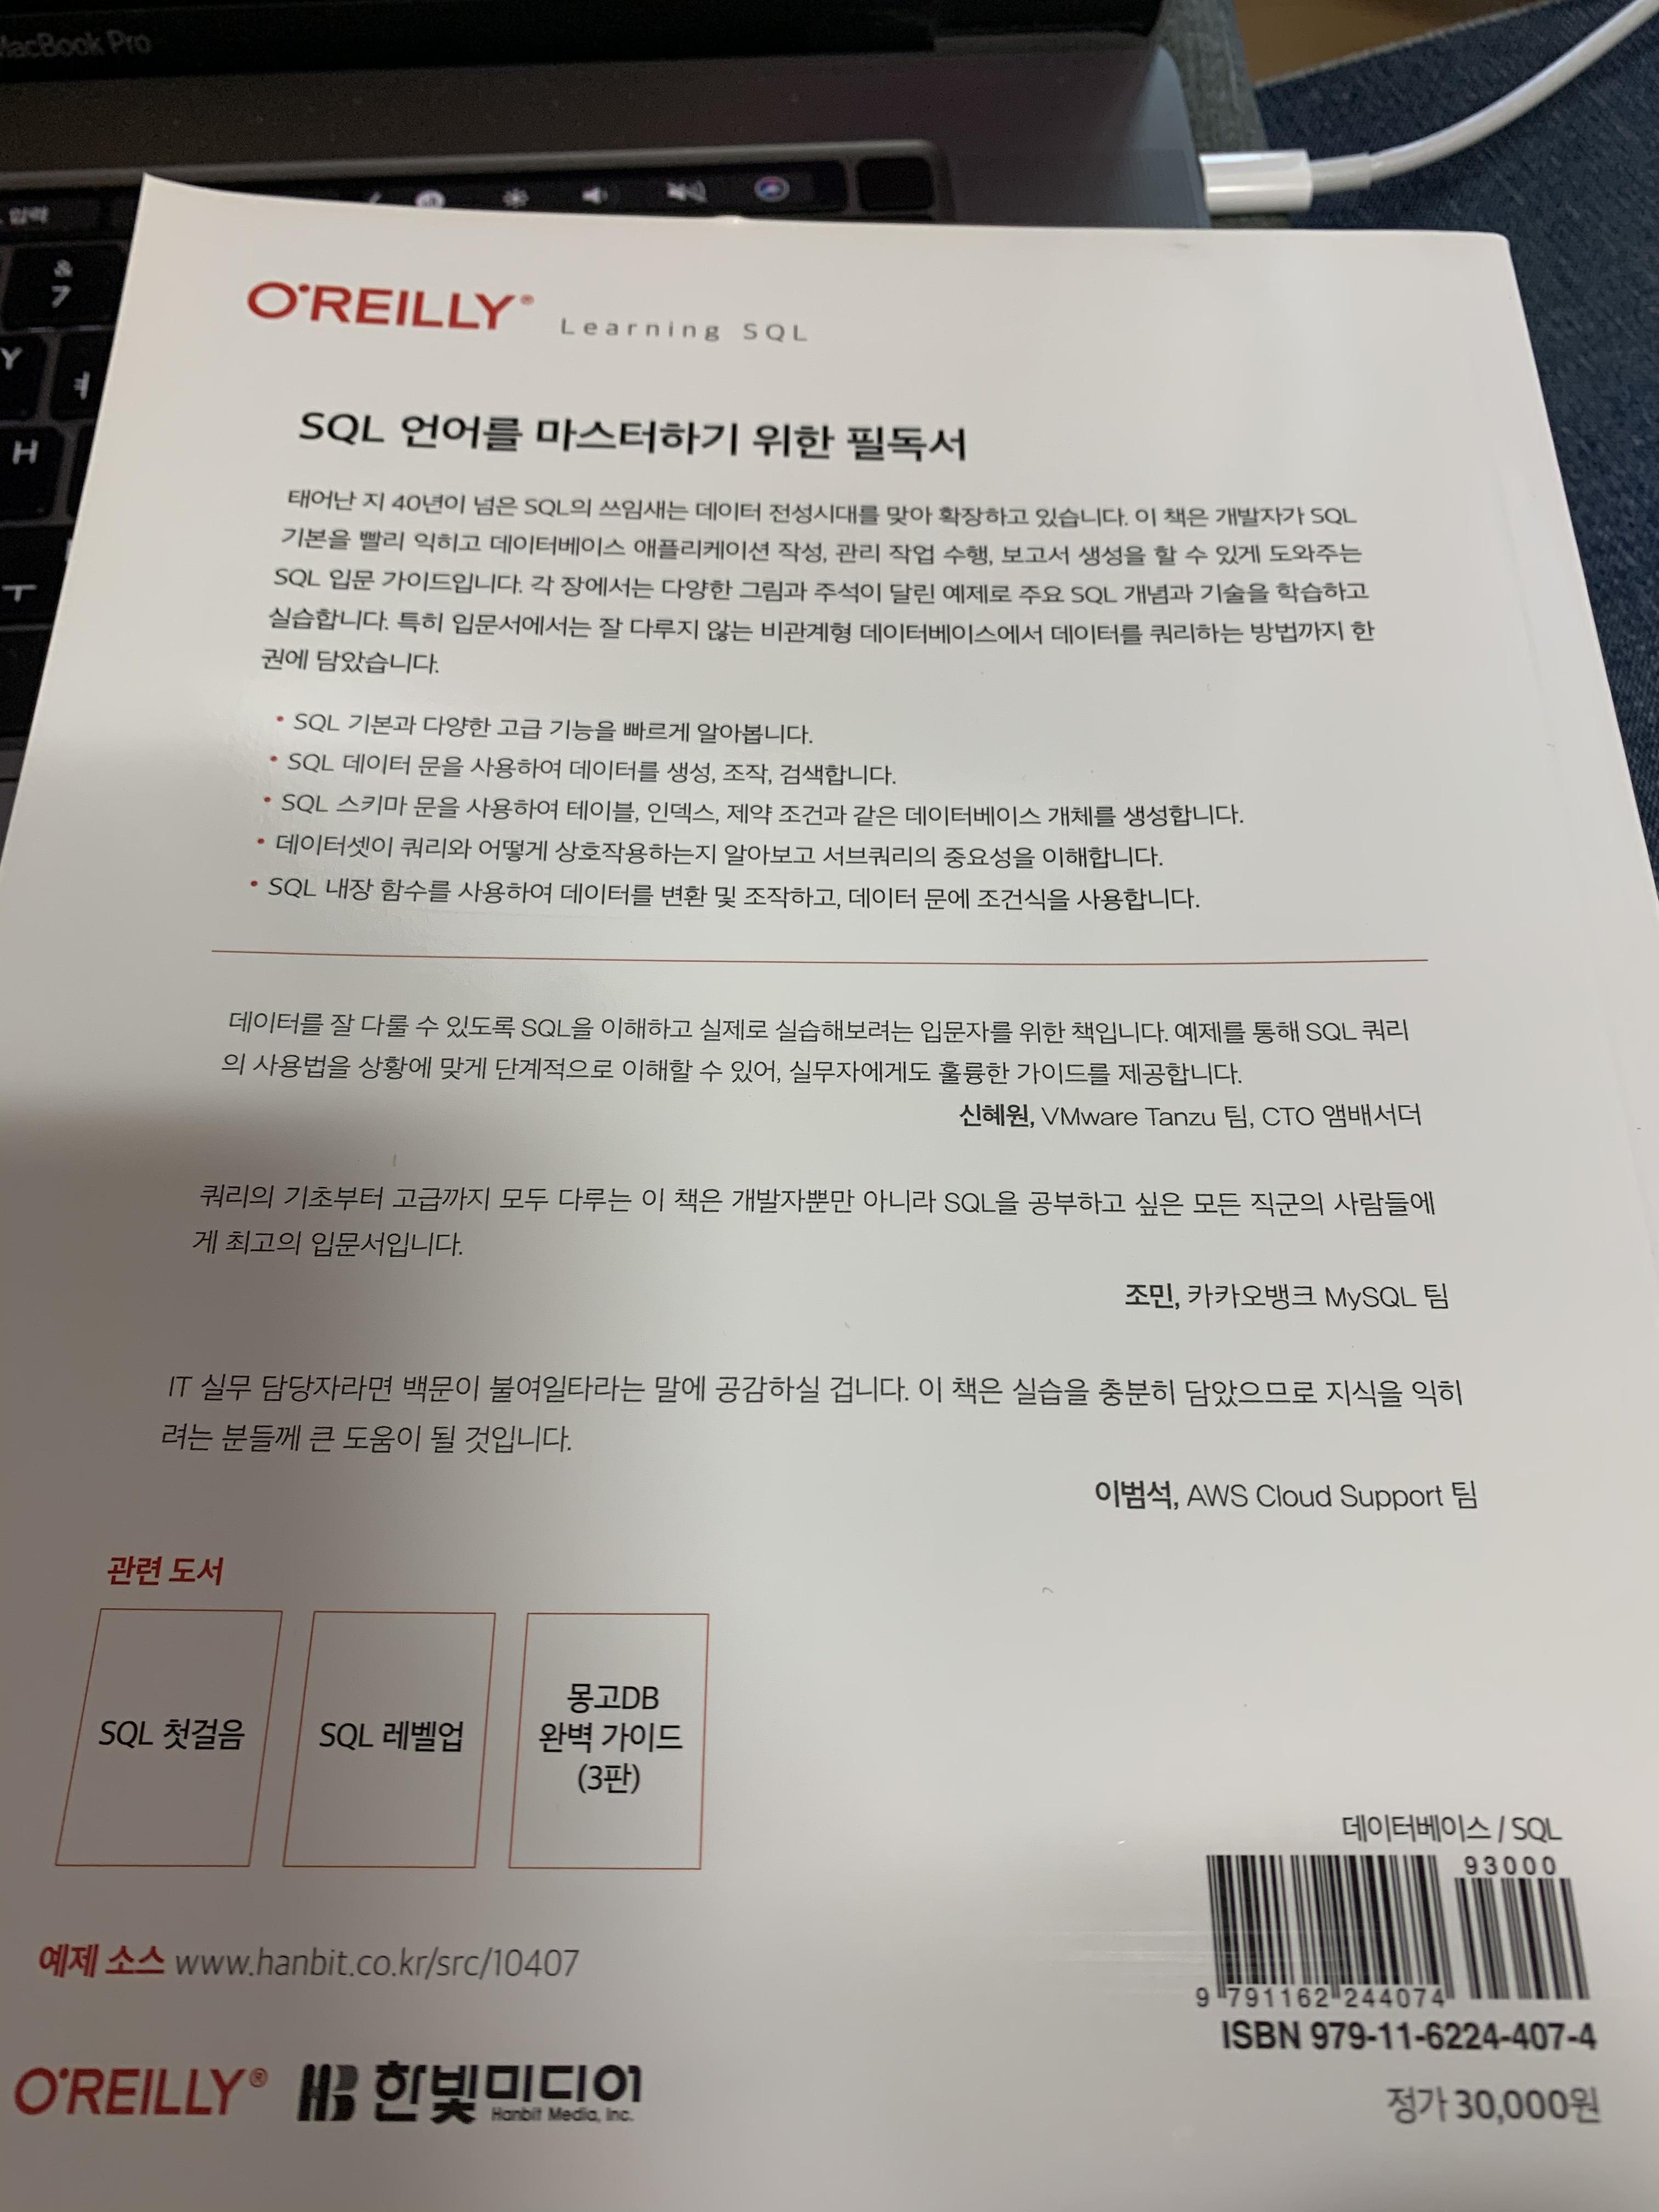 MacBook Pro
입력
&
7
Y
ㅕ
H
ㅜ
O'REILLY® Learning SQL
SQL 언어를 마스터하기 위한 필독서
태어난 지 40년이 넘은 SQL의 쓰임새는 데이터 전성시대를 맞아 확장하고 있습니다. 이 책은 개발자가 SQL
기본을 빨리 익히고 데이터베이스 애플리케이션 작성, 관리 작업 수행, 보고서 생성을 할 수 있게 도와주는
SQL 입문 가이드입니다. 각 장에서는 다양한 그림과 주석이 달린 예제로 주요 SQL 개념과 기술을 학습하고
실습합니다. 특히 입문서에서는 잘 다루지 않는 비관계형 데이터베이스에서 데이터를 쿼리하는 방법까지 한
권에 담았습니다.
• SQL 기본과 다양한 고급 기능을 빠르게 알아봅니다.
• SQL 데이터 문을 사용하여 데이터를 생성, 조작, 검색합니다.
• SQL 스키마 문을 사용하여 테이블, 인덱스, 제약 조건과 같은 데이터베이스 개체를 생성합니다.
• 데이터셋이 쿼리와 어떻게 상호작용하는지 알아보고 서브쿼리의 중요성을 이해합니다.
• SQL 내장 함수를 사용하여 데이터를 변환 및 조작하고, 데이터 문에 조건식을 사용합니다.
데이터를 잘 다룰 수 있도록 SQL을 이해하고 실제로 실습해보려는 입문자를 위한 책입니다. 예제를 통해 SQL 쿼리
의 사용법을 상황에 맞게 단계적으로 이해할 수 있어, 실무자에게도 훌륭한 가이드를 제공합니다.
신혜원, VMware Tanzu 팀, CTO 앰배서더
쿼리의 기초부터 고급까지 모두 다루는 이 책은 개발자뿐만 아니라 SQL을 공부하고 싶은 모든 직군의 사람들에
게 최고의 입문서입니다.
조민, 카카오뱅크 MySQL 팀
IT 실무 담당자라면 백문이 불여일타라는 말에 공감하실 겁니다. 이 책은 실습을 충분히 담았으므로 지식을 익히
려는 분들께 큰 도움이 될 것입니다.
이범석, AWS Cloud Support 팀
관련 도서
SQL 첫걸음
SQL 레벨업
몽고DB
완벽 가이드
(3판)
데이터베이스 / SQL
93000
9 791162 244074
ISBN 979-11-6224-407-4
정가 30,000원
예제 소스 www.hanbit.co.kr/src/10407
O'REILLY® HB 한빛미디어
Hanbit Media, Inc.